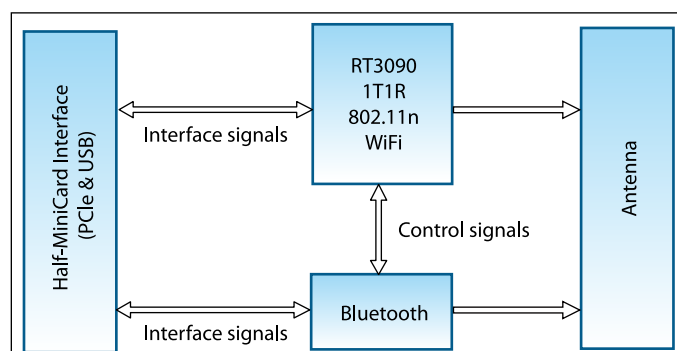 Half-MiniCard Interface
(PCIe & USB)
Interface signals
RT3090
1T1R
802.11n
WiFi
Control signals
Antenna
Bluetooth
Interface signals